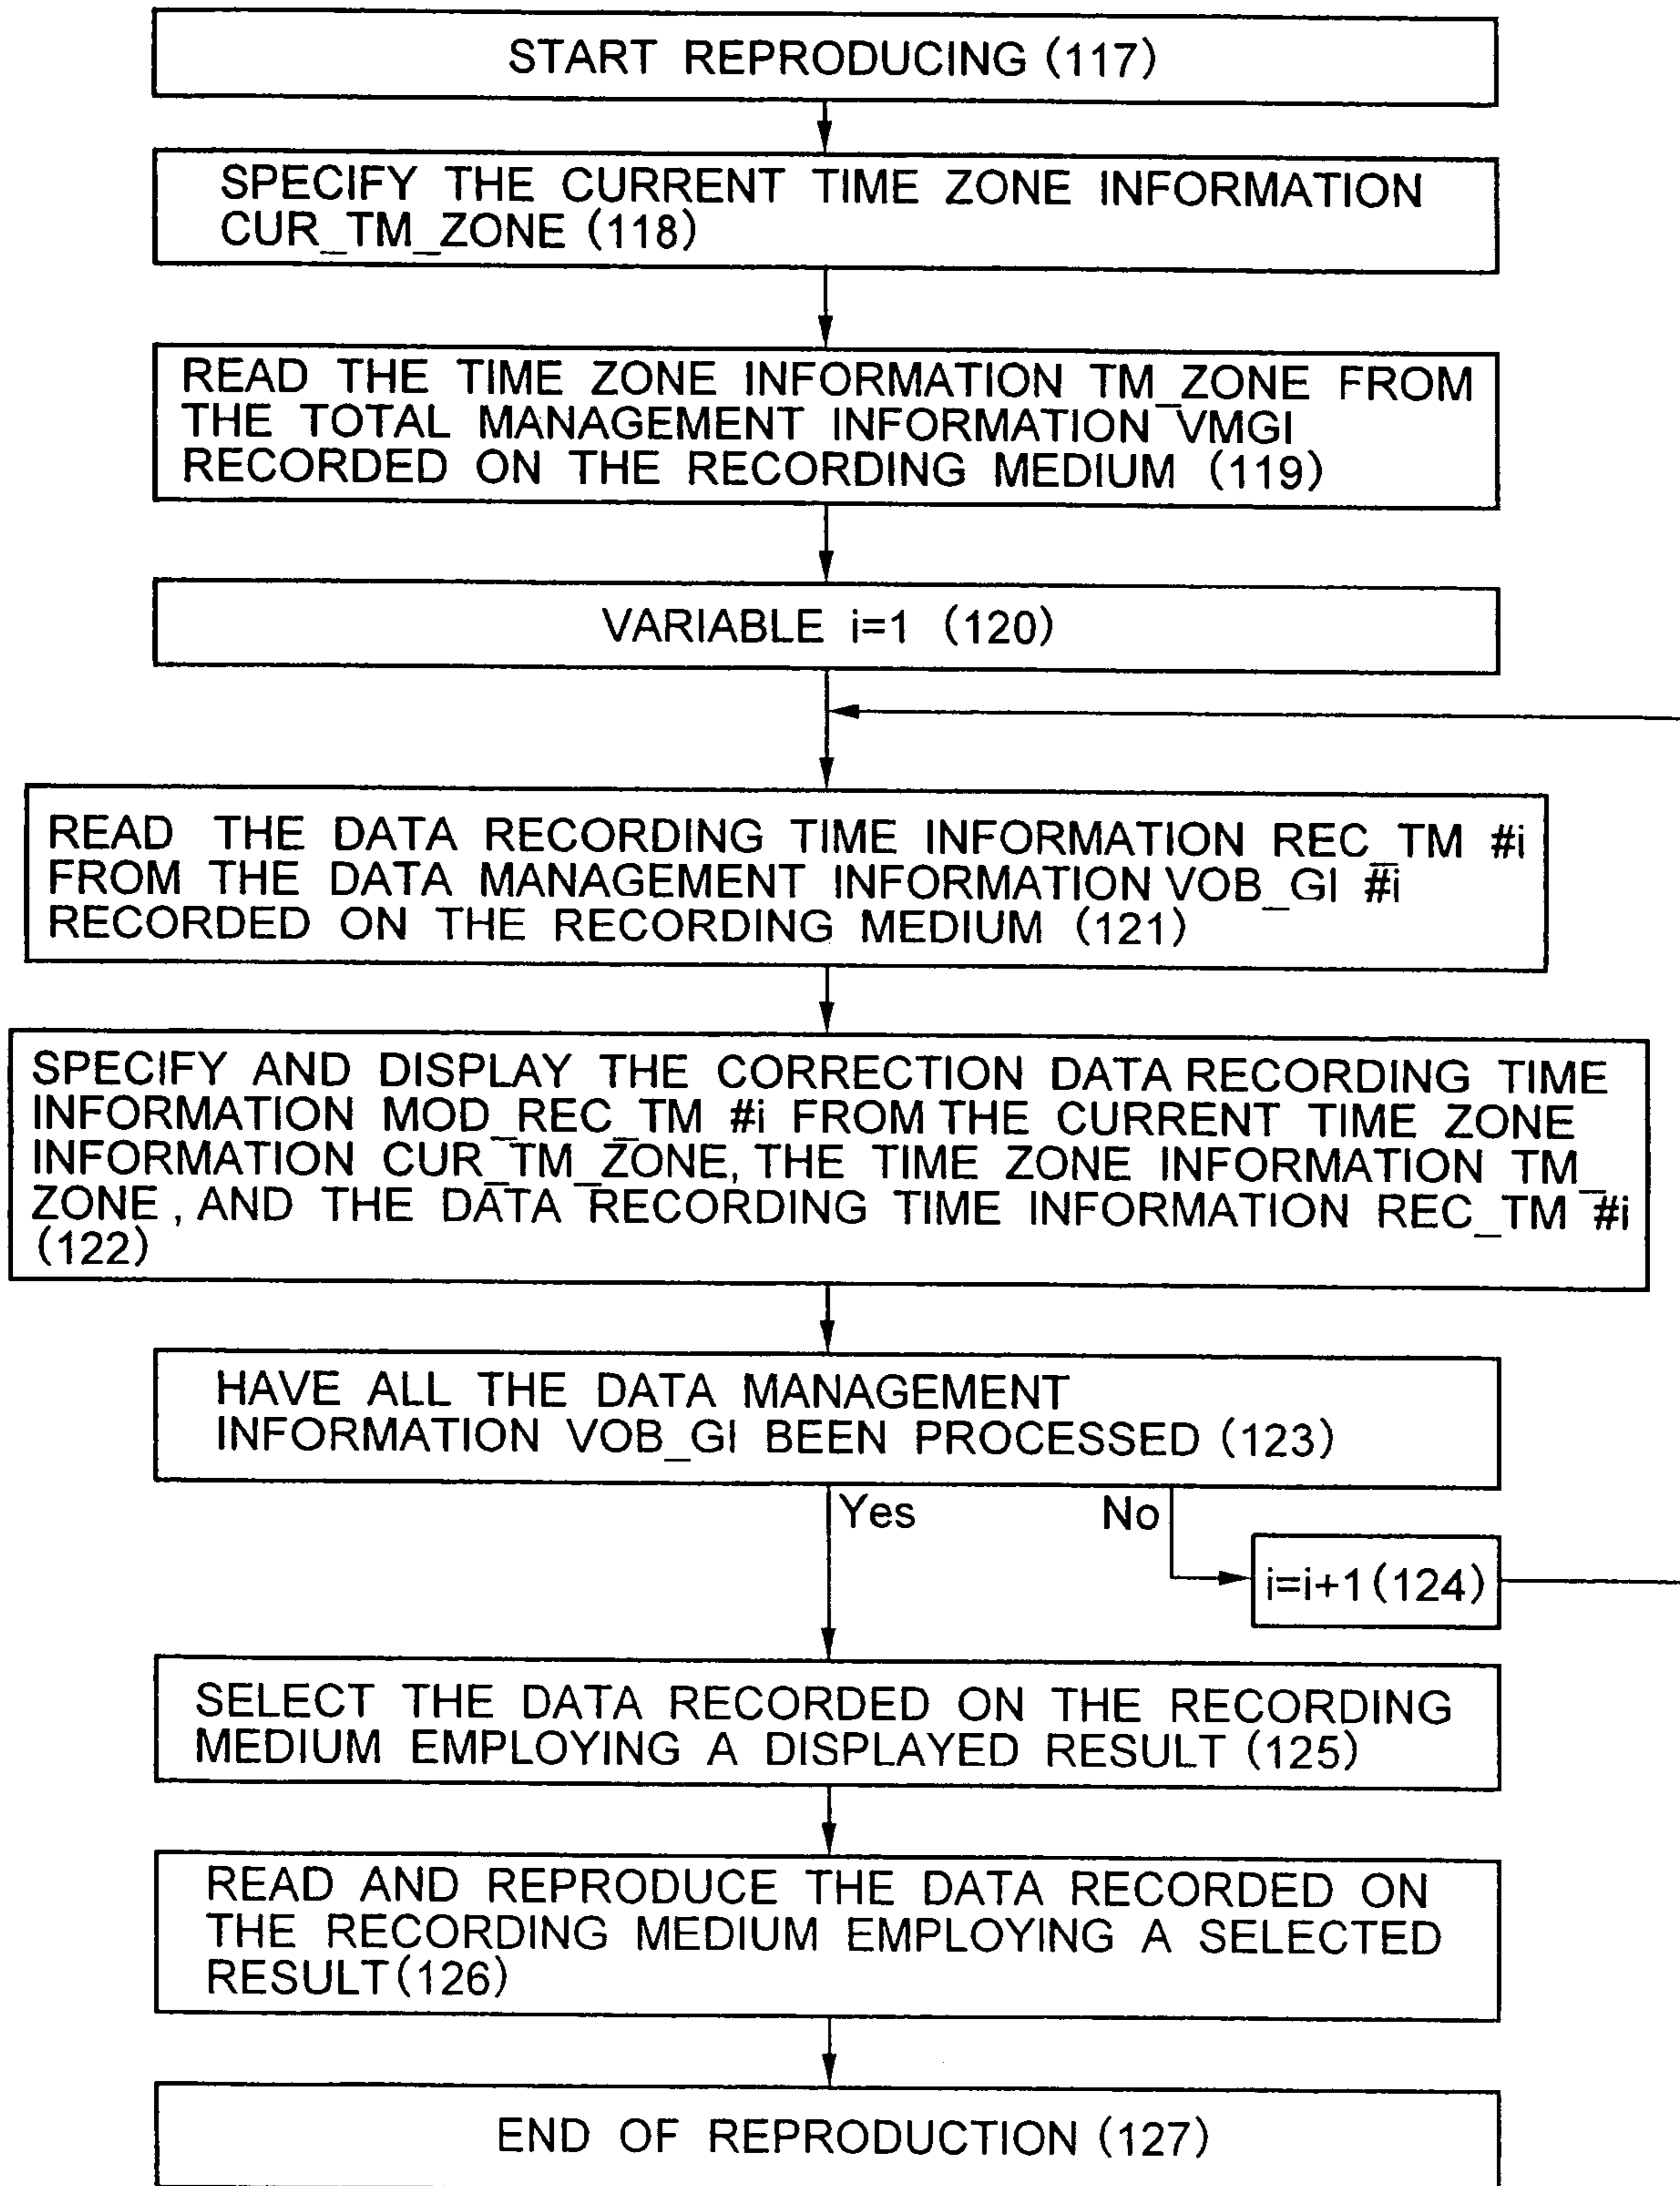 START REPRODUCING (117)
SPECIFY THE CURRENT TIME ZONE INFORMATION
CUR_TM_ZONE (118)
READ THE TIME ZONE INFORMATION TM_ZONE FROM
THE TOTAL MANAGEMENT INFORMATION VMGI
RECORDED ON THE RECORDING MEDIUM (119)
VARIABLE i=1 (120)
READ THE DATA RECORDING TIME INFORMATION REC_TM #i
FROM THE DATA MANAGEMENT INFORMATION VOB_GI #i
RECORDED ON THE RECORDING MEDIUM (121)
SPECIFY AND DISPLAY THE CORRECTION DATA RECORDING TIME
INFORMATION MOD_REC_TM #i FROM THE CURRENT TIME ZONE
INFORMATION CUR_TM_ZONE, THE TIME ZONE INFORMATION TM_
ZONE, AND THE DATA RECORDING TIME INFORMATION REC_TM #i
(122)
HAVE ALL THE DATA MANAGEMENT
INFORMATION VOB_GI BEEN PROCESSED (123)
Yes No
i=i+1 (124)
SELECT THE DATA RECORDED ON THE RECORDING
MEDIUM EMPLOYING A DISPLAYED RESULT (125)
READ AND REPRODUCE THE DATA RECORDED ON
THE RECORDING MEDIUM EMPLOYING A SELECTED
RESULT (126)
END OF REPRODUCTION (127)